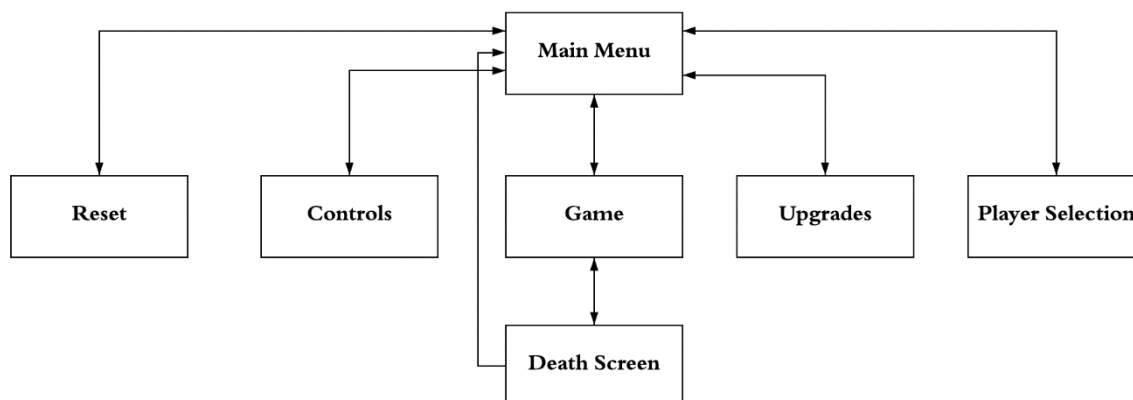 Main Menu
Reset
Controls
Game
Upgrades
Player Selection
Death Screen